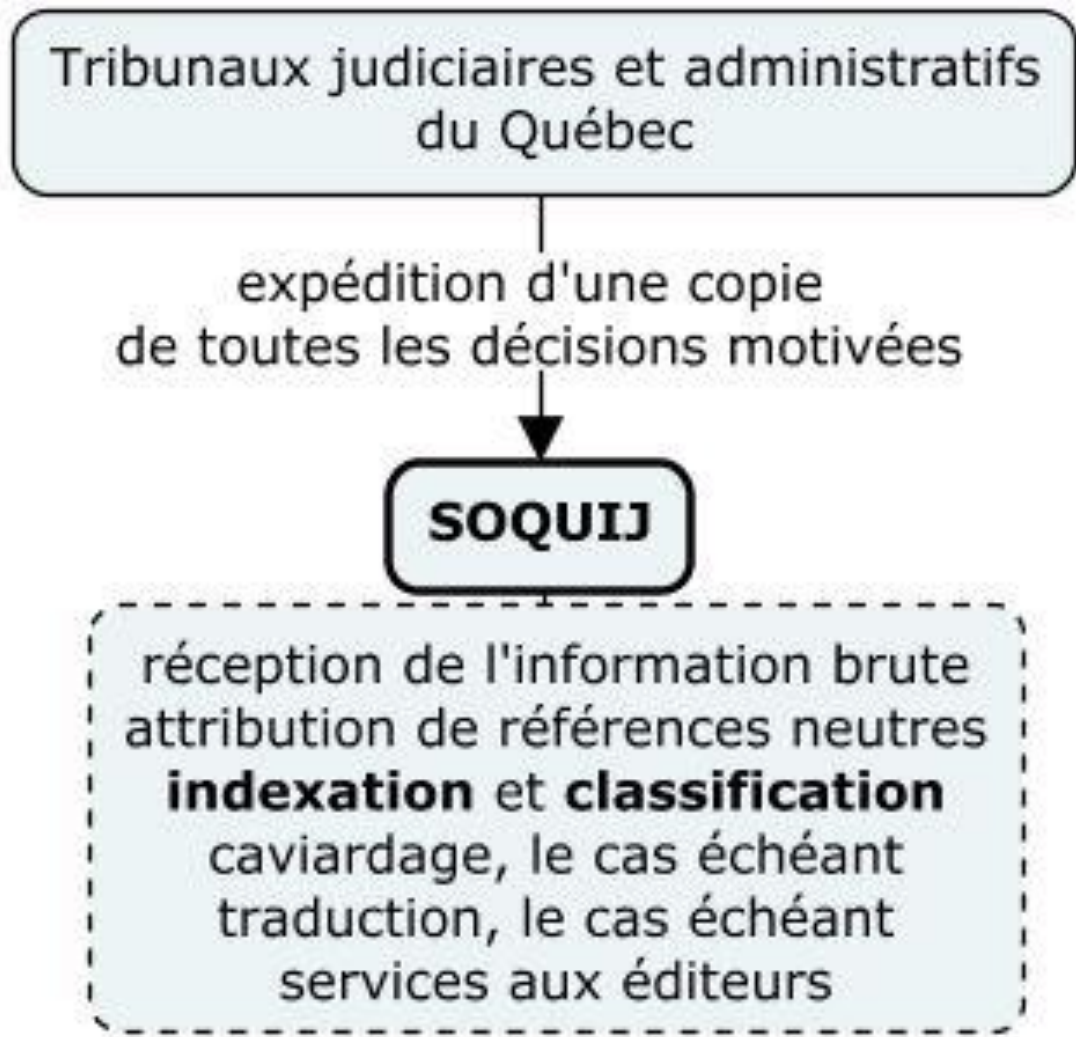 Tribunaux judiciaires et administratifs
du Québec
expédition d'une copie
de toutes les décisions motivées
SOQUIJ
réception de l'information brute
attribution de références neutres
indexation et classification
caviardage, le cas échéant
traduction, le cas échéant
services aux éditeurs